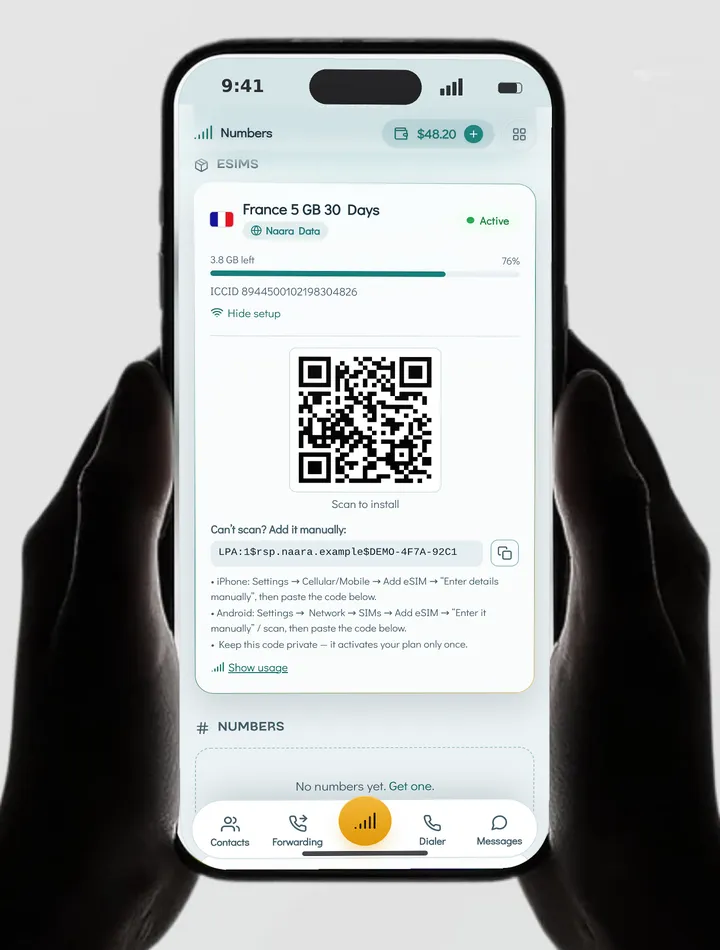 9:41
Numbers
$48.20
ESIMS
France 5 GB 30 Days
Naara Data
Active
3.8 GB left
76%
ICCID 8944500102198304826
Hide setup
Scan to install
Can't scan? Add it manually:
LPA:1$rsp.naara.example$DEMO-4F7A-92C1
• iPhone: Settings → Cellular/Mobile → Add eSIM → "Enter details
manually", then paste the code below.
• Android: Settings → Network → SIMs → Add eSIM → "Enter it
manually" / scan, then paste the code below.
• Keep this code private — it activates your plan only once.
Show usage
# NUMBERS
No numbers yet. Get one.
Contacts
Forwarding
Dialer
Messages